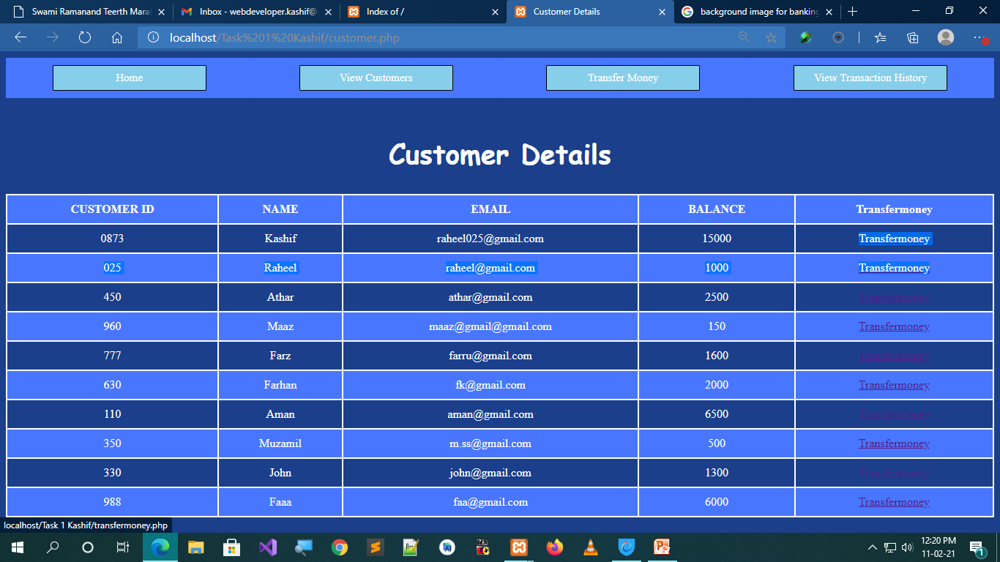 Swami Ramanand Teerth Mara
Inbox - webdeveloper.kashif@
Index of /
Customer Details
background image for banking
localhost/Task%201%20Kashif/customer.php
Home
View Customers
Transfer Money
View Transaction History
Customer Details
CUSTOMER ID NAME EMAIL BALANCE Transfermoney
0873 Kashif raheel025@gmail.com 15000 Transfermoney
025 Raheel raheel@gmail.com 1000 Transfermoney
450 Athar athar@gmail.com 2500 Transfermoney
960 Maaz maaz@gmail@gmail.com 150 Transfermoney
777 Farz farru@gmail.com 1600 Transfermoney
630 Farhan fk@gmail.com 2000 Transfermoney
110 Aman aman@gmail.com 6500 Transfermoney
350 Muzamil m.ss@gmail.com 500 Transfermoney
330 John john@gmail.com 1300 Transfermoney
988 Faaa faa@gmail.com 6000 Transfermoney
localhost/Task 1 Kashif/transfermoney.php
12:20 PM
11-02-21
1